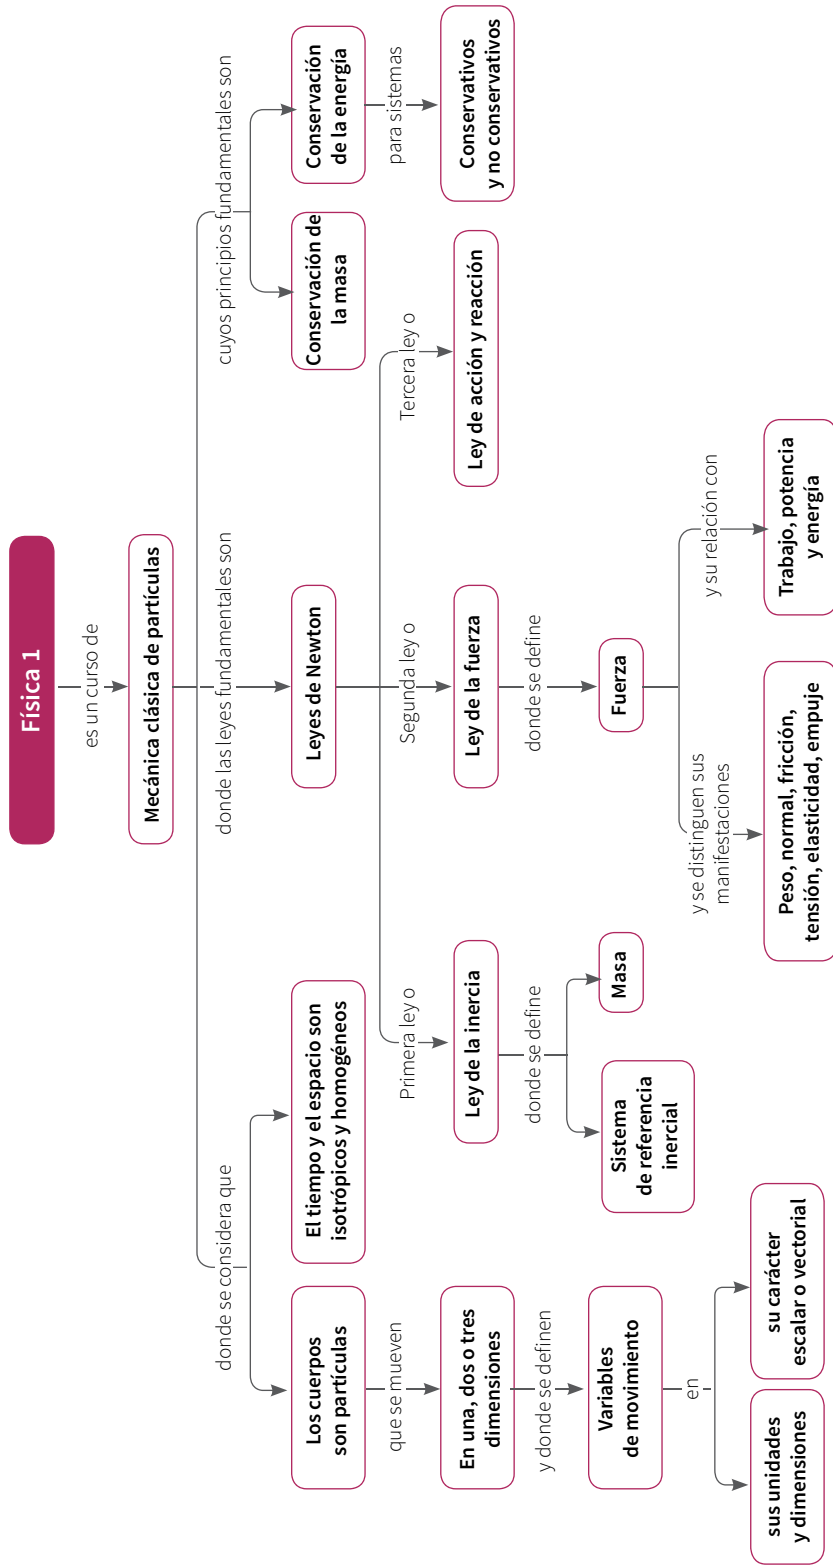 Física 1
es un curso de
Mecánica clásica de partículas
donde se considera que
donde las leyes fundamentales son
cuyos principios fundamentales son
Los cuerpos
son partículas
El tiempo y el espacio son
isotrópicos y homogéneos
Leyes de Newton
Conservación de
la masa
Conservación
de la energía
que se mueven
Primera ley o
Segunda ley o
Tercera ley o
para sistemas
En una, dos o tres
dimensiones
Ley de la inercia
Ley de la fuerza
Ley de acción y reacción
Conservativos
y no conservativos
y donde se definen
donde se define
donde se define
Variables
de movimiento
Sistema
de referencia
inercial
Masa
Fuerza
en
y se distinguen sus
manifestaciones
y su relación con
sus unidades
y dimensiones
su carácter
escalar o vectorial
Peso, normal, fricción,
tensión, elasticidad, empuje
Trabajo, potencia
y energía